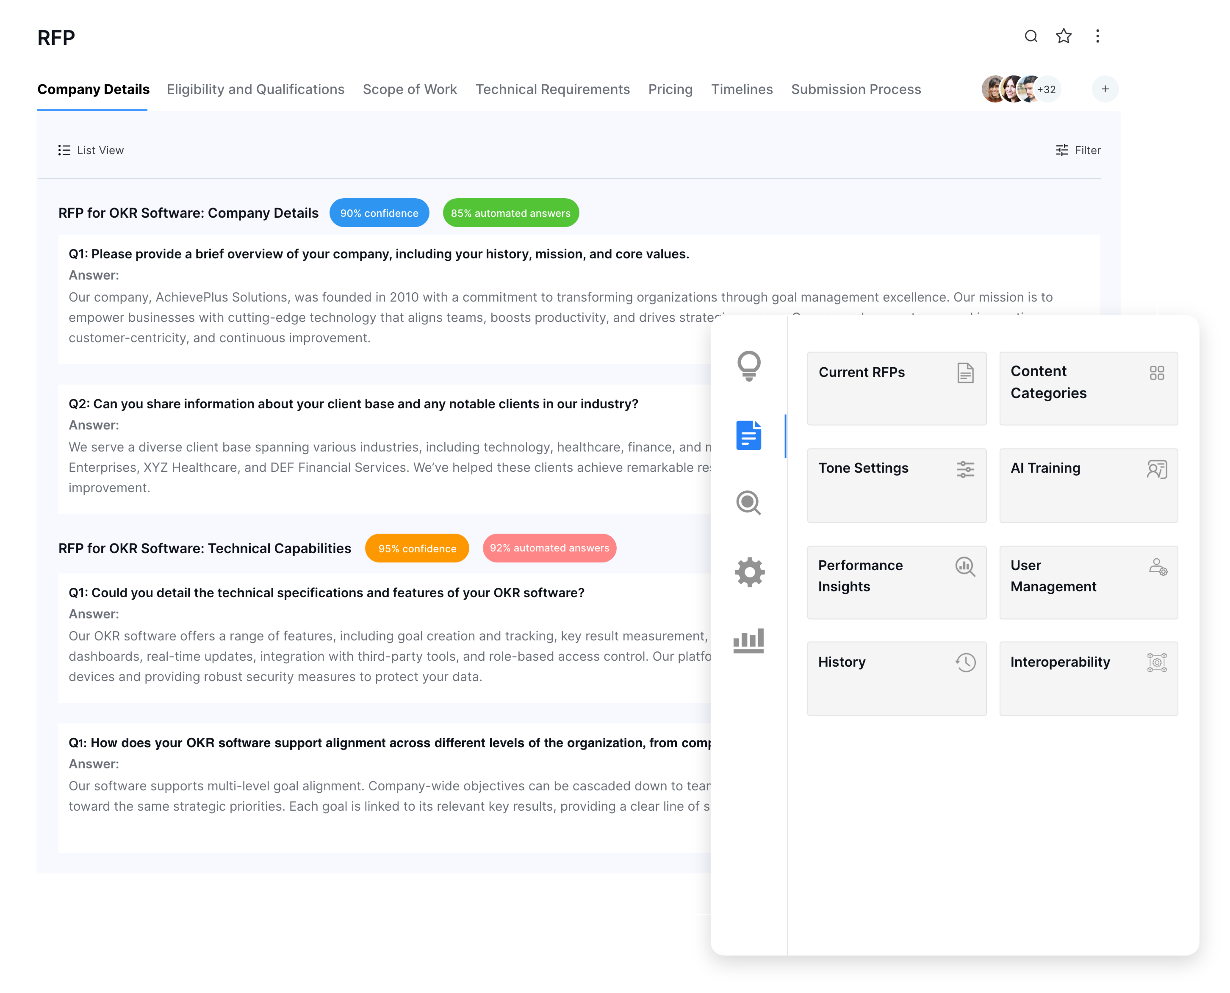 RFP
Company Details Eligibility and Qualifications Scope of Work Technical Requirements Pricing Timelines Submission Process +32 +
List View Filter
RFP for OKR Software: Company Details 90% confidence 85% automated answers
Q1: Please provide a brief overview of your company, including your history, mission, and core values.
Answer:
Our company, AchievePlus Solutions, was founded in 2010 with a commitment to transforming organizations through goal management excellence. Our mission is to
empower businesses with cutting-edge technology that aligns teams, boosts productivity, and drives
customer-centricity, and continuous improvement.
Q2: Can you share information about your client base and any notable clients in our industry?
Answer:
We serve a diverse client base spanning various industries, including technology, healthcare, finance, and
Enterprises, XYZ Healthcare, and DEF Financial Services. We've helped these clients achieve remarkable
improvement.
RFP for OKR Software: Technical Capabilities 95% confidence 92% automated answers
Q1: Could you detail the technical specifications and features of your OKR software?
Answer:
Our OKR software offers a range of features, including goal creation and tracking, key result measurement,
dashboards, real-time updates, integration with third-party tools, and role-based access control. Our
devices and providing robust security measures to protect your data.
Q1: How does your OKR software support alignment across different levels of the organization, from
Answer:
Our software supports multi-level goal alignment. Company-wide objectives can be cascaded down to
toward the same strategic priorities. Each goal is linked to its relevant key results, providing a clear line of
Current RFPs
Content
Categories
Tone Settings
AI Training
Performance
Insights
User
Management
History
Interoperability